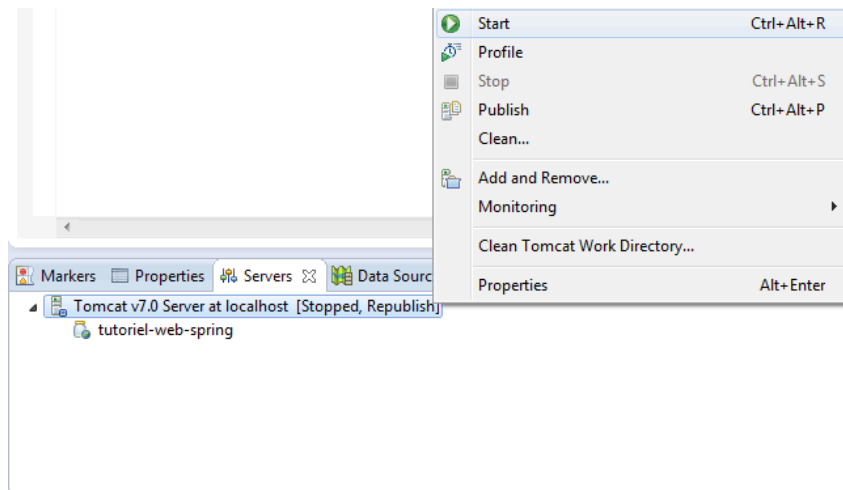 Start Ctrl+Alt+R
Profile
Stop Ctrl+Alt+S
Publish Ctrl+Alt+P
Clean...
Add and Remove...
Monitoring
Clean Tomcat Work Directory...
Properties Alt+Enter
Markers Properties Servers Data Sourc
Tomcat v7.0 Server at localhost [Stopped, Republish]
tutoriel-web-spring